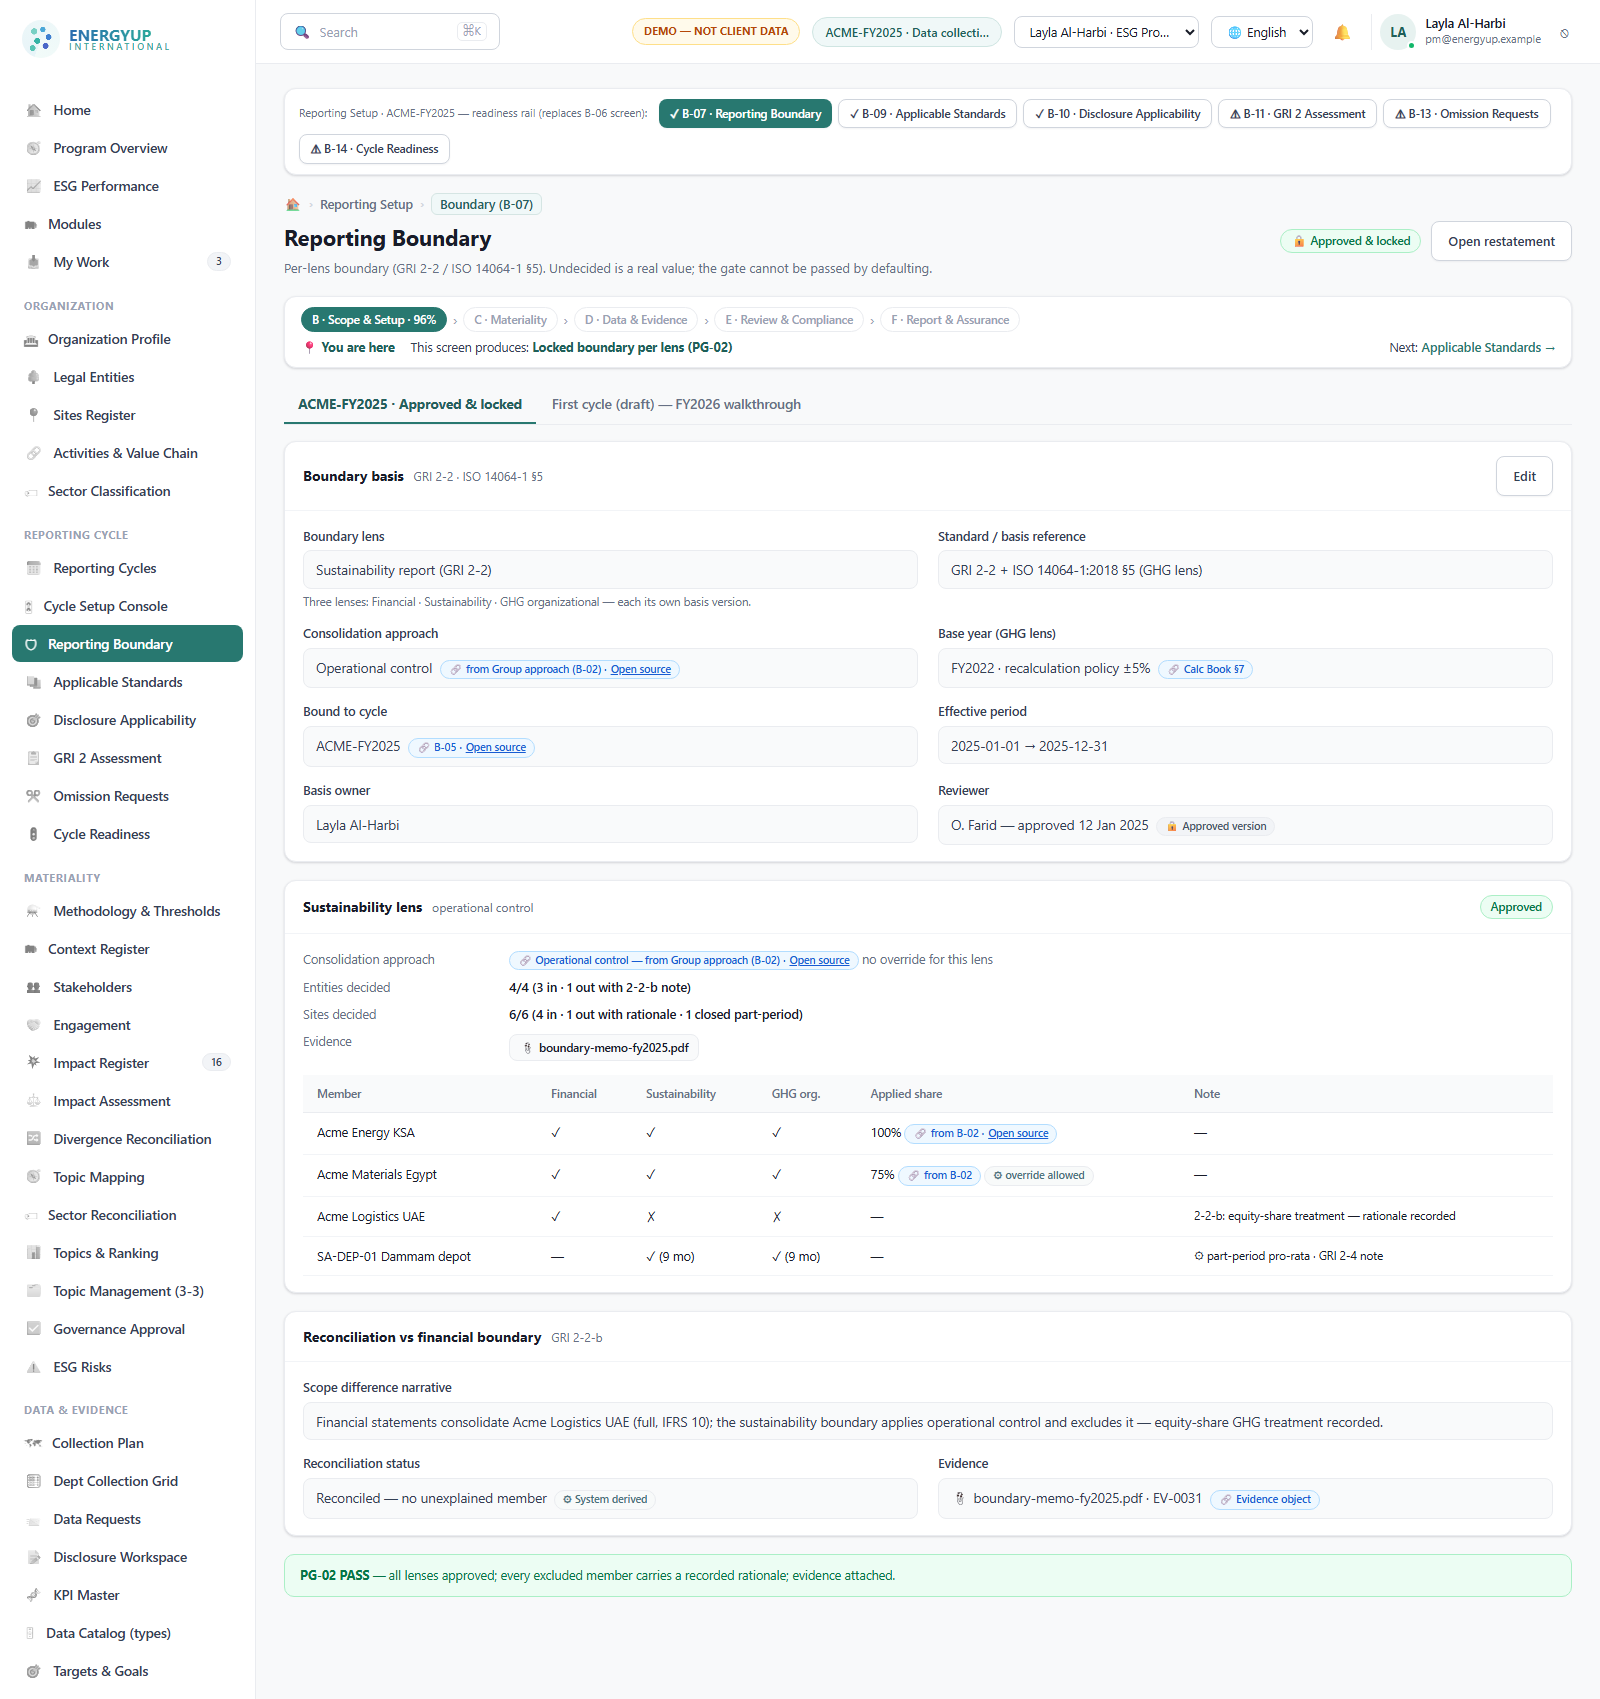 ENERGYUP
INTERNATIONAL
Search
⌘K
DEMO — NOT CLIENT DATA
ACME-FY2025 · Data collecti...
Layla Al-Harbi · ESG Pro...
English
LA
Layla Al-Harbi
pm@energyup.example
Home
Program Overview
ESG Performance
Modules
My Work
3
ORGANIZATION
Organization Profile
Legal Entities
Sites Register
Activities & Value Chain
Sector Classification
REPORTING CYCLE
Reporting Cycles
Cycle Setup Console
Reporting Boundary
Applicable Standards
Disclosure Applicability
GRI 2 Assessment
Omission Requests
Cycle Readiness
MATERIALITY
Methodology & Thresholds
Context Register
Stakeholders
Engagement
Impact Register
16
Impact Assessment
Divergence Reconciliation
Topic Mapping
Sector Reconciliation
Topics & Ranking
Topic Management (3-3)
Governance Approval
ESG Risks
DATA & EVIDENCE
Collection Plan
Dept Collection Grid
Data Requests
Disclosure Workspace
KPI Master
Data Catalog (types)
Targets & Goals
Reporting Setup · ACME-FY2025 — readiness rail (replaces B-06 screen):
✓ B-07 · Reporting Boundary
✓ B-09 · Applicable Standards
✓ B-10 · Disclosure Applicability
⚠ B-11 · GRI 2 Assessment
⚠ B-13 · Omission Requests
⚠ B-14 · Cycle Readiness
› Reporting Setup › Boundary (B-07)
Reporting Boundary
Per-lens boundary (GRI 2-2 / ISO 14064-1 §5). Undecided is a real value; the gate cannot be passed by defaulting.
Approved & locked
Open restatement
B · Scope & Setup · 96% › C · Materiality › D · Data & Evidence › E · Review & Compliance › F · Report & Assurance
You are here This screen produces: Locked boundary per lens (PG-02)
Next: Applicable Standards →
ACME-FY2025 · Approved & locked
First cycle (draft) — FY2026 walkthrough
Boundary basis GRI 2-2 · ISO 14064-1 §5
Edit
Boundary lens
Sustainability report (GRI 2-2)
Three lenses: Financial · Sustainability · GHG organizational — each its own basis version.
Standard / basis reference
GRI 2-2 + ISO 14064-1:2018 §5 (GHG lens)
Consolidation approach
Operational control from Group approach (B-02) · Open source
Base year (GHG lens)
FY2022 · recalculation policy ±5% Calc Book §7
Bound to cycle
ACME-FY2025 B-05 · Open source
Effective period
2025-01-01 → 2025-12-31
Basis owner
Layla Al-Harbi
Reviewer
O. Farid — approved 12 Jan 2025 Approved version
Sustainability lens operational control
Approved
Consolidation approach Operational control — from Group approach (B-02) · Open source no override for this lens
Entities decided 4/4 (3 in · 1 out with 2-2-b note)
Sites decided 6/6 (4 in · 1 out with rationale · 1 closed part-period)
Evidence boundary-memo-fy2025.pdf
Member Financial Sustainability GHG org. Applied share Note
Acme Energy KSA ✓ ✓ ✓ 100% from B-02 · Open source —
Acme Materials Egypt ✓ ✓ ✓ 75% from B-02 ⚙ override allowed —
Acme Logistics UAE ✓ ✗ ✗ — 2-2-b: equity-share treatment — rationale recorded
SA-DEP-01 Dammam depot — ✓ (9 mo) ✓ (9 mo) — ⚙ part-period pro-rata · GRI 2-4 note
Reconciliation vs financial boundary GRI 2-2-b
Scope difference narrative
Financial statements consolidate Acme Logistics UAE (full, IFRS 10); the sustainability boundary applies operational control and excludes it — equity-share GHG treatment recorded.
Reconciliation status
Reconciled — no unexplained member ⚙ System derived
Evidence
boundary-memo-fy2025.pdf · EV-0031 Evidence object
PG-02 PASS — all lenses approved; every excluded member carries a recorded rationale; evidence attached.